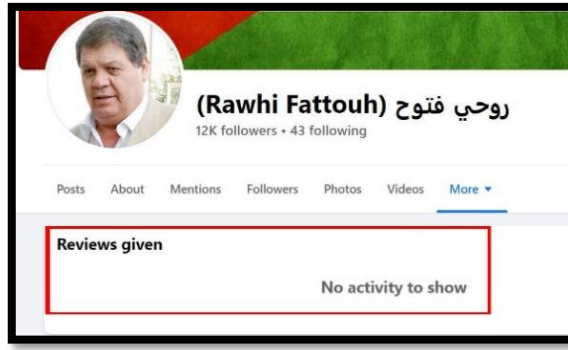 روحي فتوح (Rawhi Fattouh)
12K followers • 43 following
Posts About Mentions Followers Photos Videos More
Reviews given
No activity to show